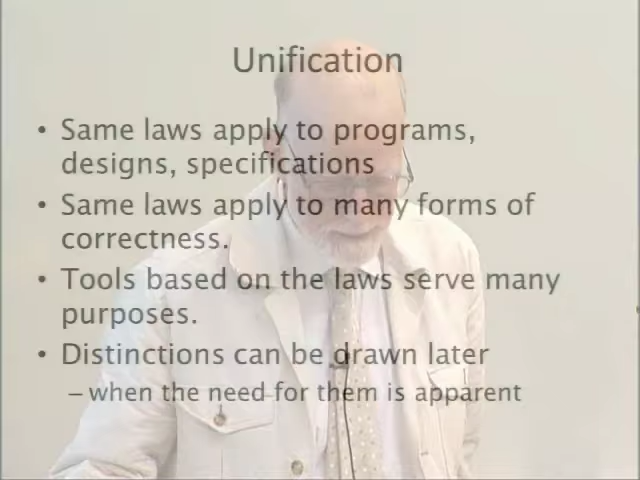 Unification
• Same laws apply to programs,
designs, specifications
• Same laws apply to many forms of
correctness.
• Tools based on the laws serve many
purposes.
• Distinctions can be drawn later
– when the need for them is apparent